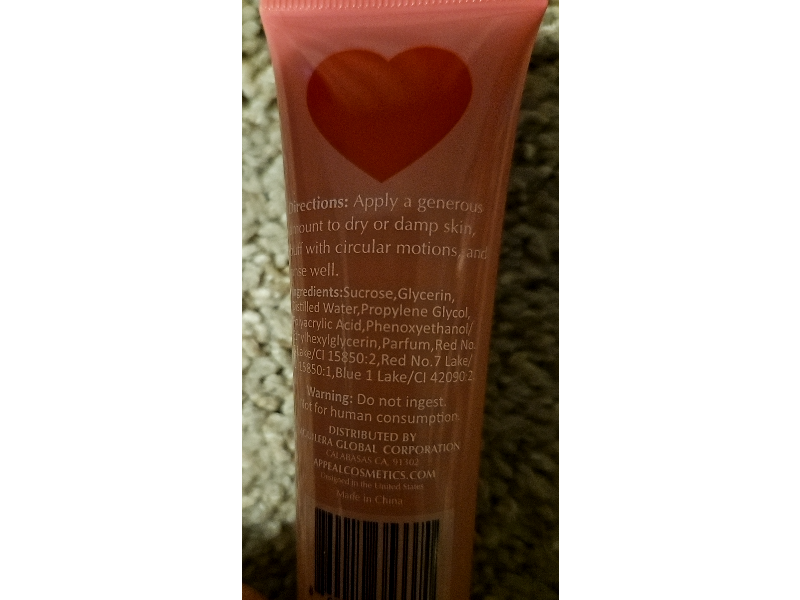 Directions: Apply a generous
amount to dry or damp skin,
buff with circular motions, and
rinse well.
Ingredients:Sucrose,Glycerin,
Distilled Water,Propylene Glycol,
Polyacrylic Acid,Phenoxyethanol/
Ethylhexylglycerin,Parfum,Red No.
Lake/CI 15850:2,Red No.7 Lake/
15850:1,Blue 1 Lake/CI 42090:2
Warning: Do not ingest.
Not for human consumption.
DISTRIBUTED BY
GLOBAL CORPORATION
CALABASAS CA, 91302
APPEALCOSMETICS.COM
Designed in the United States
Made in China